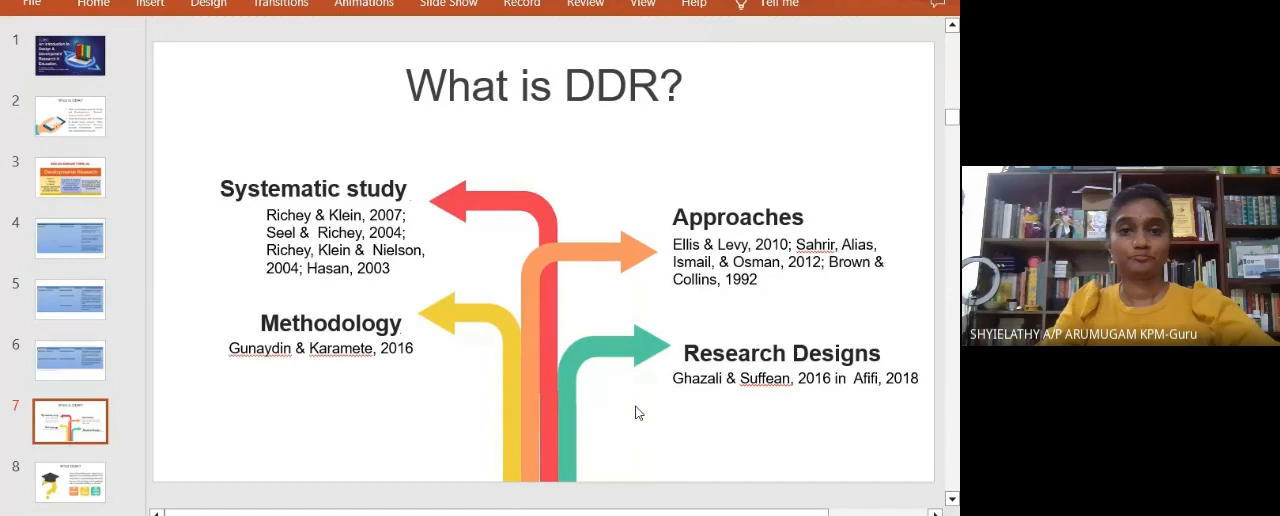 File Home Insert Design Transitions Animations Slide Show Record Review View Help Tell me
1
2
3
4
5
6
7
8
What is DDR?
Systematic study
Richey & Klein, 2007;
Seel & Richey, 2004;
Richey, Klein & Nielson,
2004; Hasan, 2003
Approaches
Ellis & Levy, 2010; Sahrir, Alias,
Ismail, & Osman, 2012; Brown &
Collins, 1992
Methodology
Gunaydin & Karamete, 2016
Research Designs
Ghazali & Suffean, 2016 in Afifi, 2018
SHYIELATHY A/P ARUMUGAM KPM-Guru